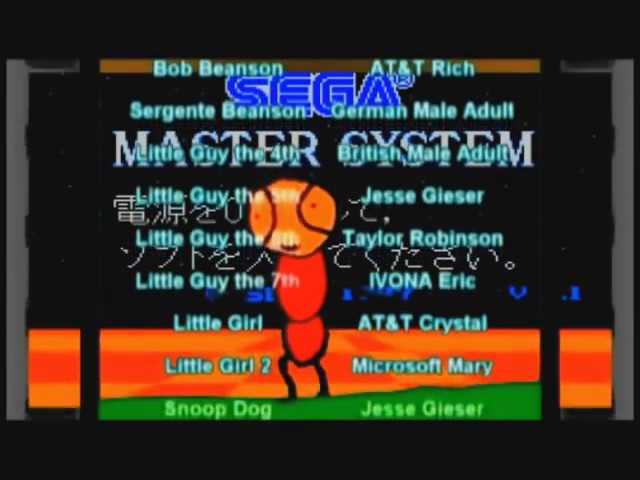 Bob Beanson AT&T Rich
SEGA®
Sergente Beanson German Male Adult
MASTER SYSTEM
Little Guy the 4th British Male Adult
Little Guy the 5th Jesse Gieser
電源を
Little Guy the 6th Taylor Robinson
ソフトを てください。
Little Guy the 7th IVONA Eric
Little Girl AT&T Crystal
Little Girl 2 Microsoft Mary
Snoop Dog Jesse Gieser